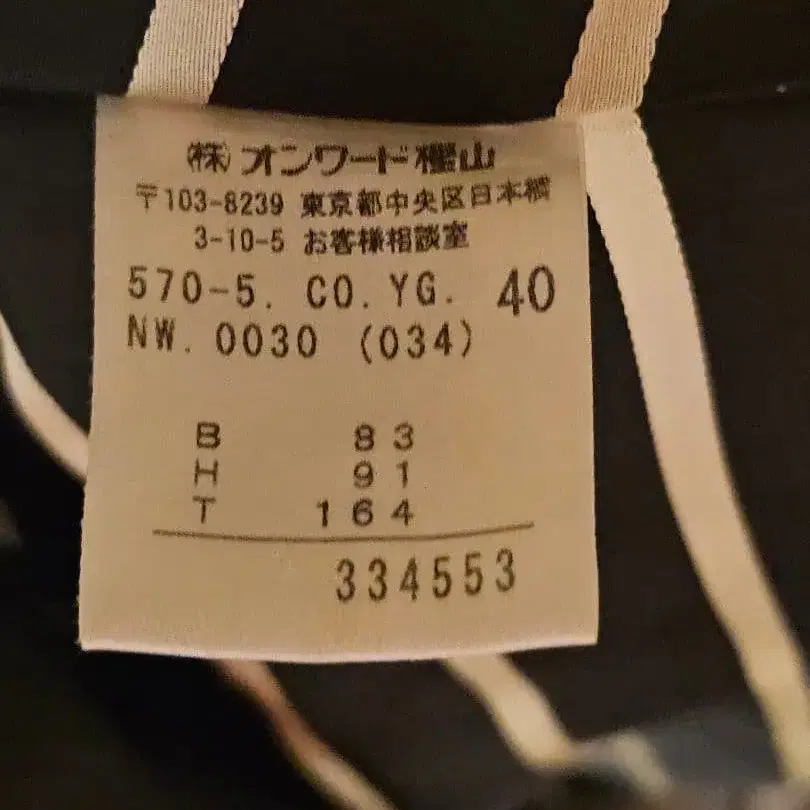 ㈱オンワード樫山
〒103-8239 東京都中央区日本橋
3-10-5 お客様相談室
570-5. CO. YG. 40
NW. 0030 (034)
B 83
H 91
T 164
334553